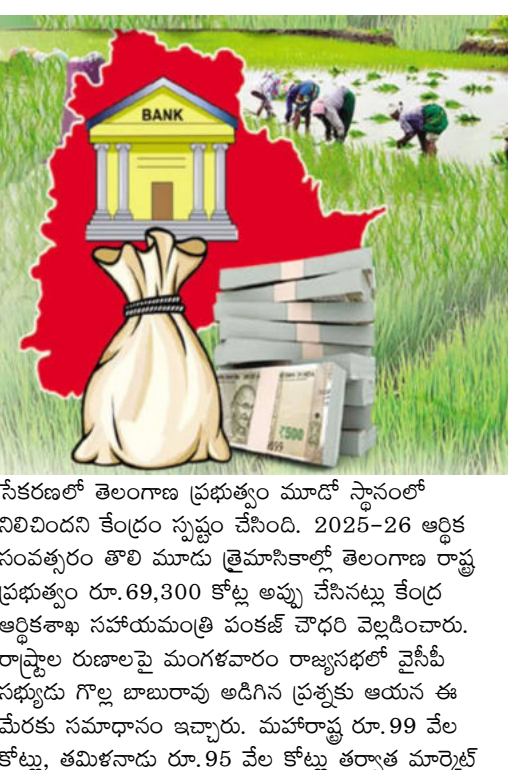 BANK
₹500
సేకరణలో తెలంగాణ ప్రభుత్వం మూడో స్థానంలో
నిలిచిందని కేంద్రం స్పష్టం చేసింది. 2025-26 ఆర్థిక
సంవత్సరం తొలి మూడు త్రైమాసికాల్లో తెలంగాణ రాష్ట్ర
ప్రభుత్వం రూ.69,300 కోట్ల అప్పు చేసినట్లు కేంద్ర
ఆర్థికశాఖ సహాయమంత్రి పంకజ్ చౌధరి వెల్లడించారు.
రాష్ట్రాల రుణాలపై మంగళవారం రాజ్యసభలో వైసీపీ
సభ్యుడు గొల్ల బాబురావు అడిగిన ప్రశ్నకు ఆయన ఈ
మేరకు సమాధానం ఇచ్చారు. మహారాష్ట్ర రూ.99 వేల
కోట్లు, తమిళనాడు రూ.95 వేల కోట్లు తర్వాత మార్కెట్